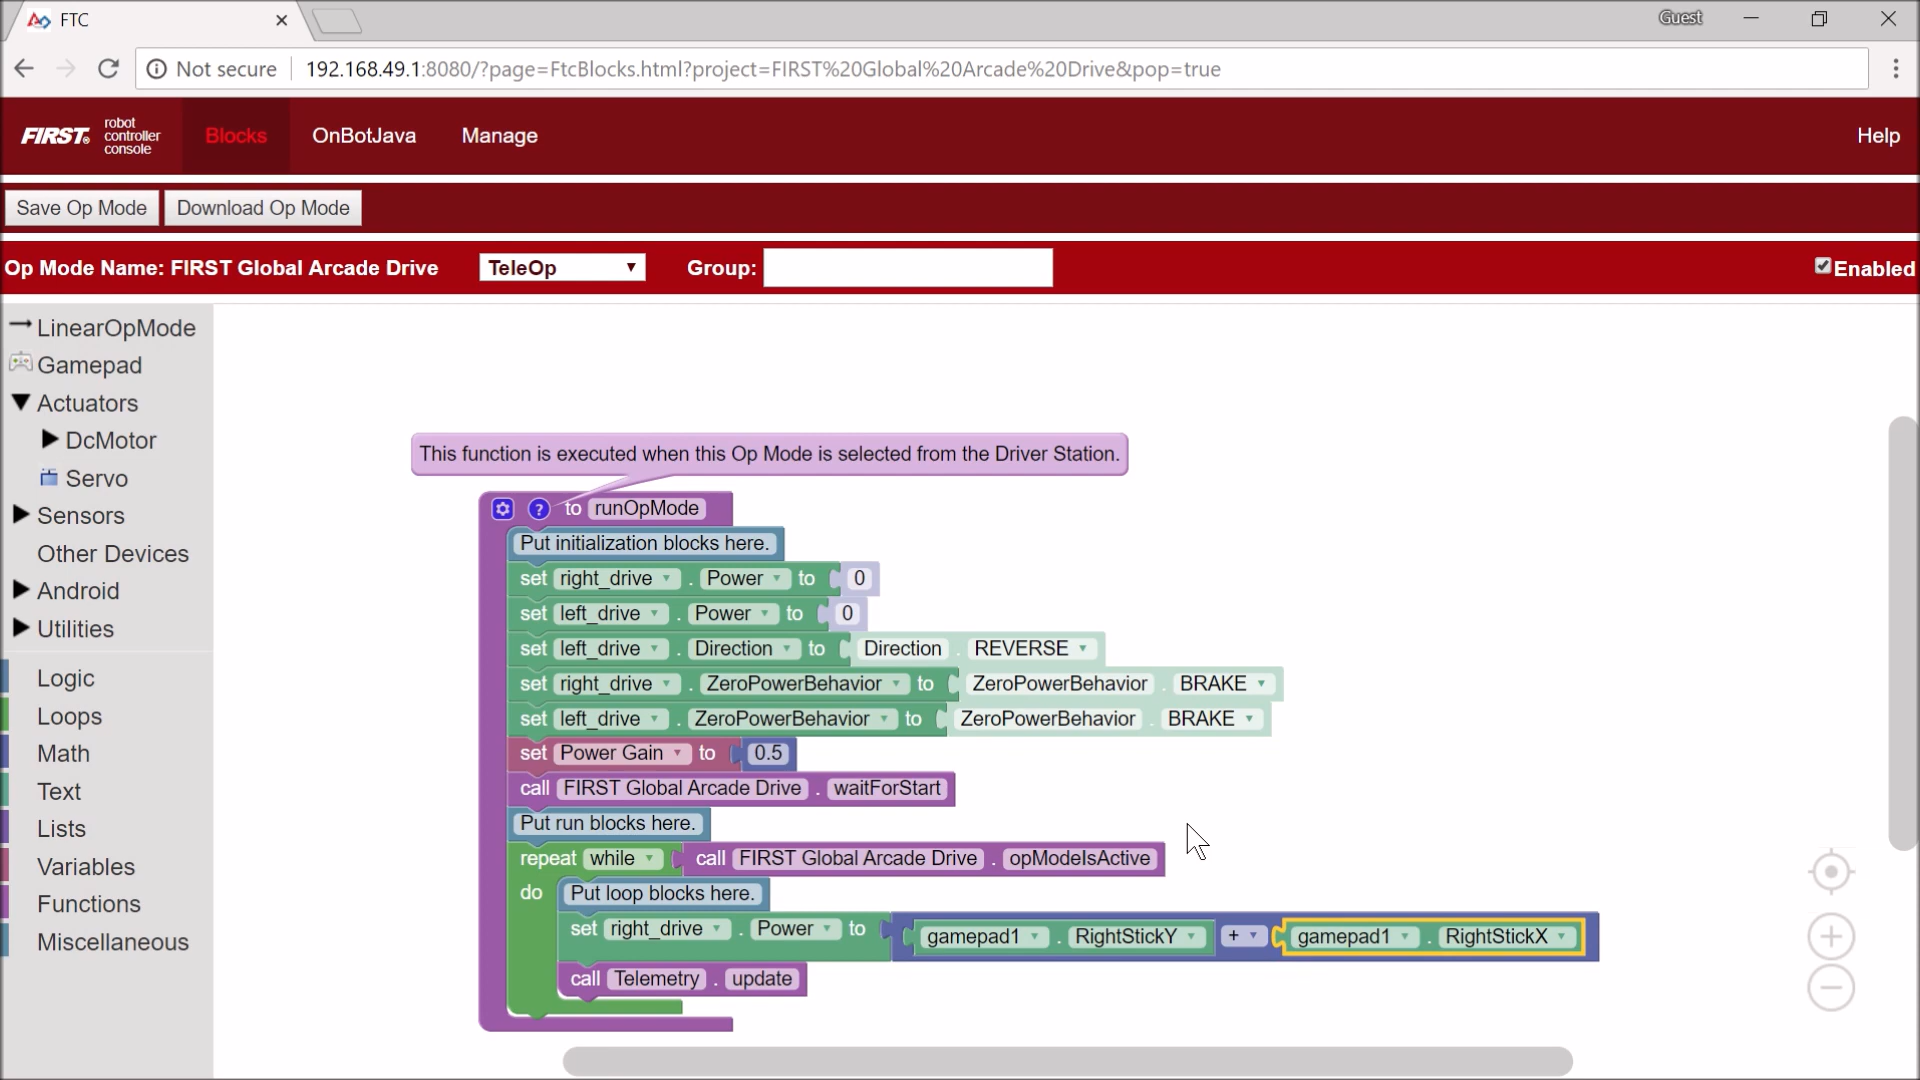 FTC
Guest
Not secure 192.168.49.1:8080/?page=FtcBlocks.html?project=FIRST%20Global%20Arcade%20Drive&pop=true
FIRST® robot controller console Blocks OnBotJava Manage Help
Save Op Mode Download Op Mode
Op Mode Name: FIRST Global Arcade Drive TeleOp Group: Enabled
LinearOpMode
Gamepad
Actuators
DcMotor
Servo
Sensors
Other Devices
Android
Utilities
Logic
Loops
Math
Text
Lists
Variables
Functions
Miscellaneous
This function is executed when this Op Mode is selected from the Driver Station.
? to runOpMode
Put initialization blocks here.
set right_drive . Power to 0
set left_drive . Power to 0
set left_drive . Direction to Direction . REVERSE
set right_drive . ZeroPowerBehavior to ZeroPowerBehavior . BRAKE
set left_drive . ZeroPowerBehavior to ZeroPowerBehavior . BRAKE
set Power Gain to 0.5
call FIRST Global Arcade Drive . waitForStart
Put run blocks here.
repeat while call FIRST Global Arcade Drive . opModeIsActive
do Put loop blocks here.
set right_drive . Power to gamepad1 . RightStickY + gamepad1 . RightStickX
call Telemetry . update